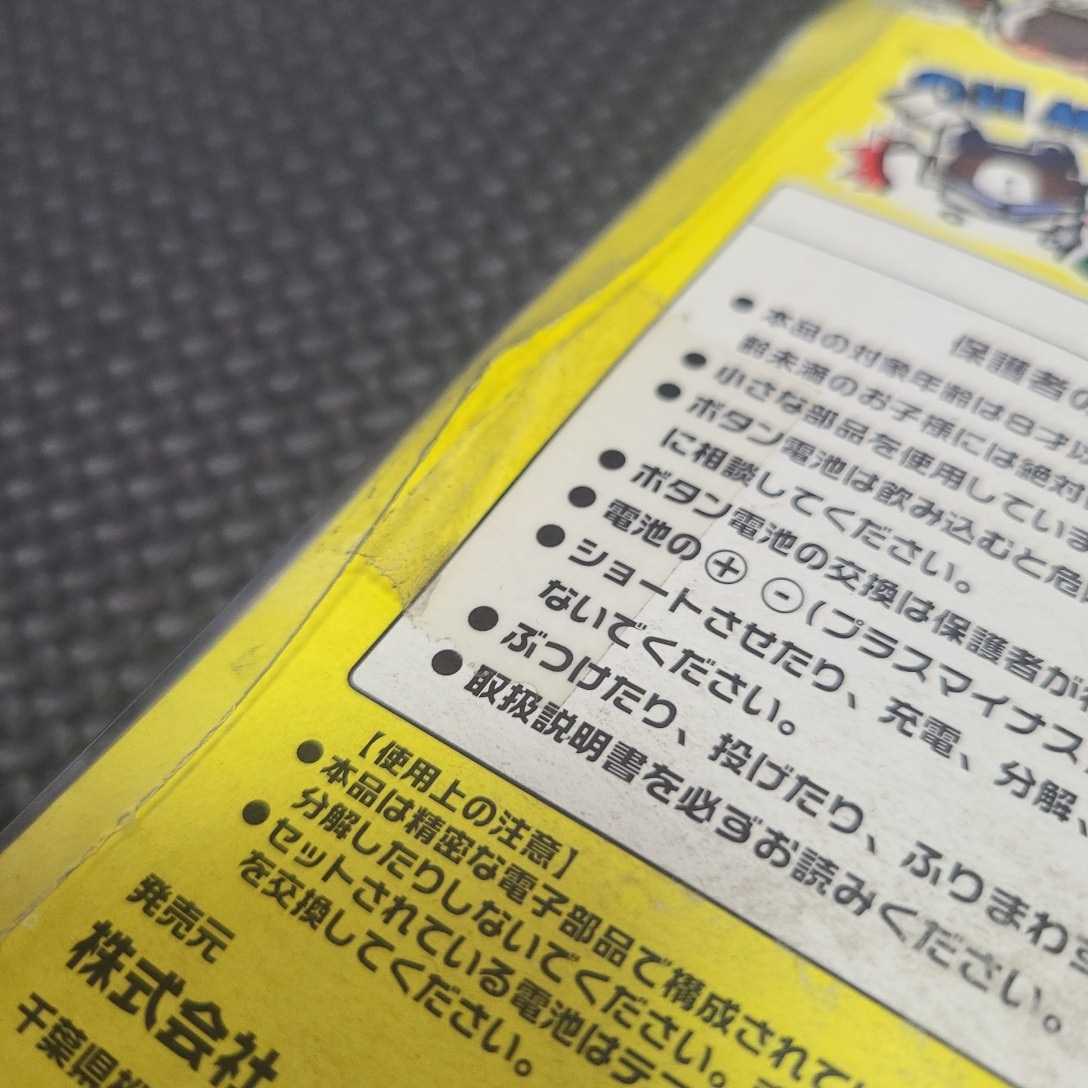 OH M
保護者の
● 本品の対象年齢は8才以
齢未満のお子様には絶対
● 小さな部品を使用していま
● ボタン電池は飲み込むと危
に相談してください。
● ボタン電池の交換は保護者が
● 電池の⊕ ⊖(プラスマイナス
● ショートさせたり、充電、分解、
ないでください。
● ぶつけたり、投げたり、ふりまわす
● 取扱説明書を必ずお読みください。
【使用上の注意】
● 本品は精密な電子部品で構成されて
分解したりしないでください。
● セットされている電池はテ
を交換してください。
発売元
株式会社
千葉県松